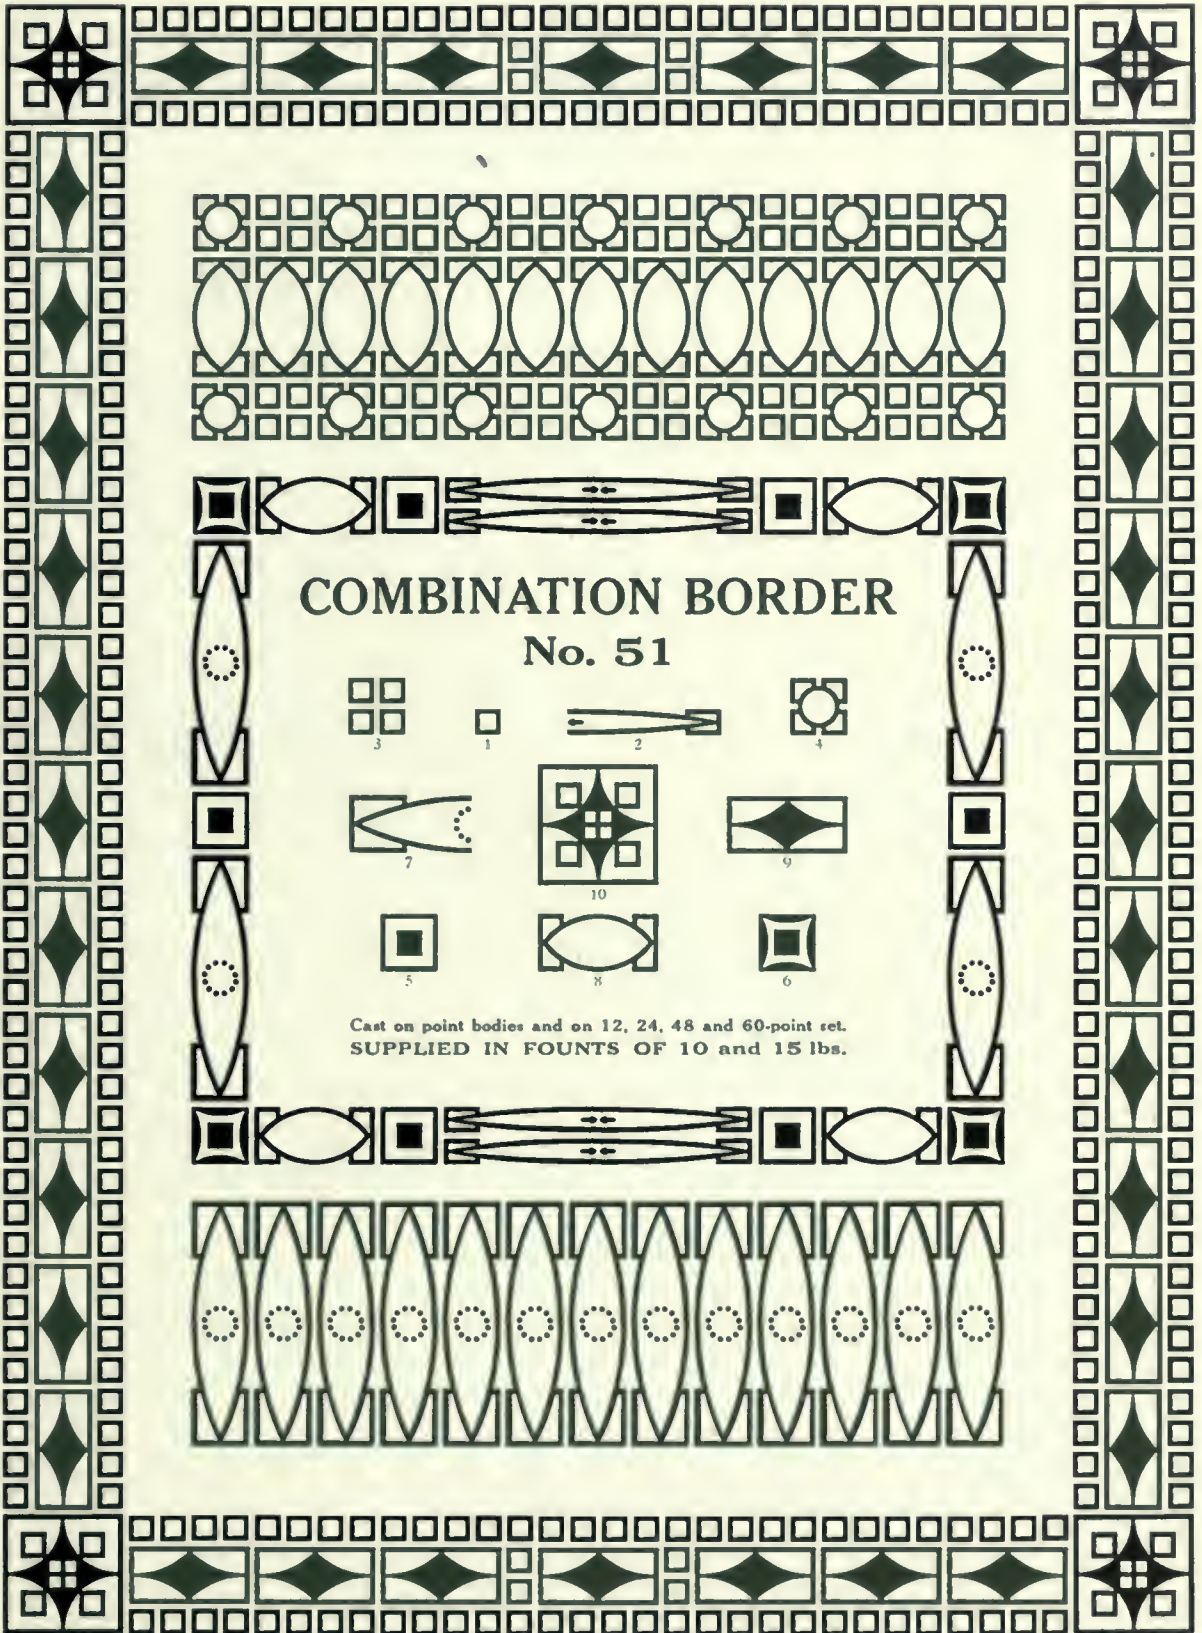 COMBINATION BORDER
No. 51
3 1 2 4
7 10 9
5 8 6
Cast on point bodies and on 12, 24, 48 and 60-point set.
SUPPLIED IN FOUNTS OF 10 and 15 lbs.